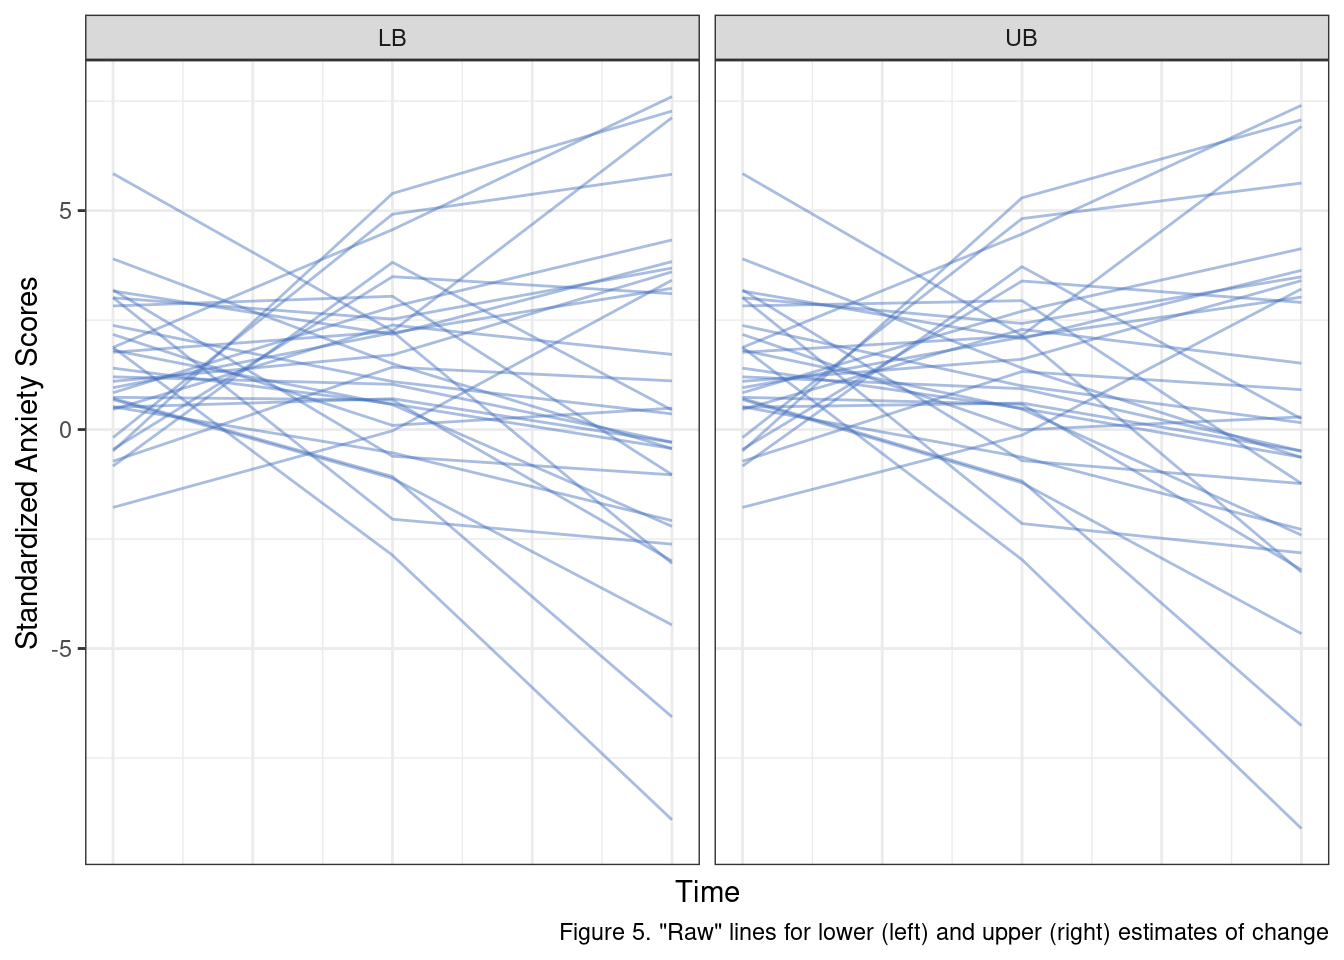 LB
UB
Standardized Anxiety Scores
5
0
-5
Time
Figure 5. "Raw" lines for lower (left) and upper (right) estimates of change